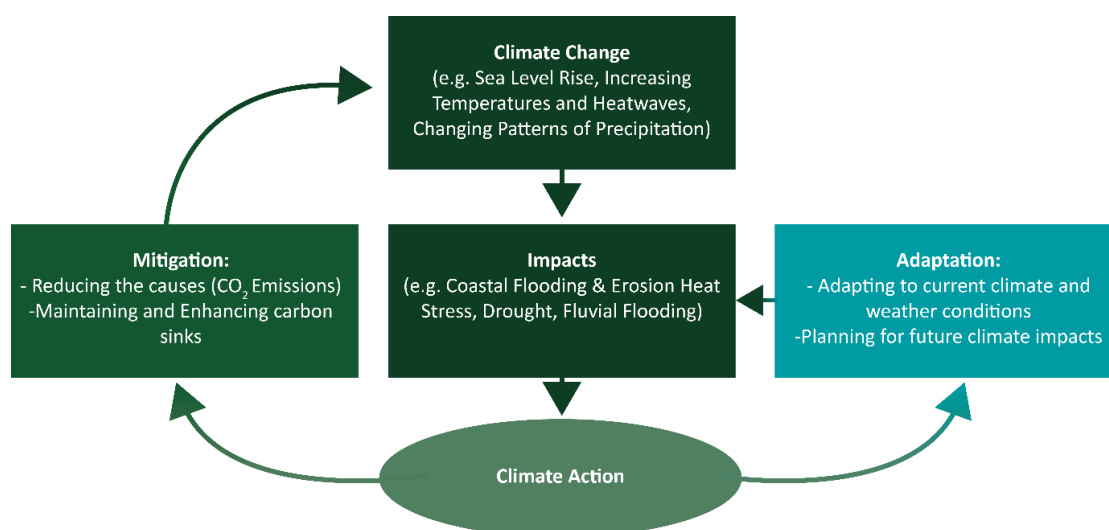 Climate Change
(e.g. Sea Level Rise, Increasing
Temperatures and Heatwaves,
Changing Patterns of Precipitation)
Mitigation:
- Reducing the causes (CO₂ Emissions)
-Maintaining and Enhancing carbon
sinks
Impacts
(e.g. Coastal Flooding & Erosion Heat
Stress, Drought, Fluvial Flooding)
Adaptation:
- Adapting to current climate and
weather conditions
-Planning for future climate impacts
Climate Action